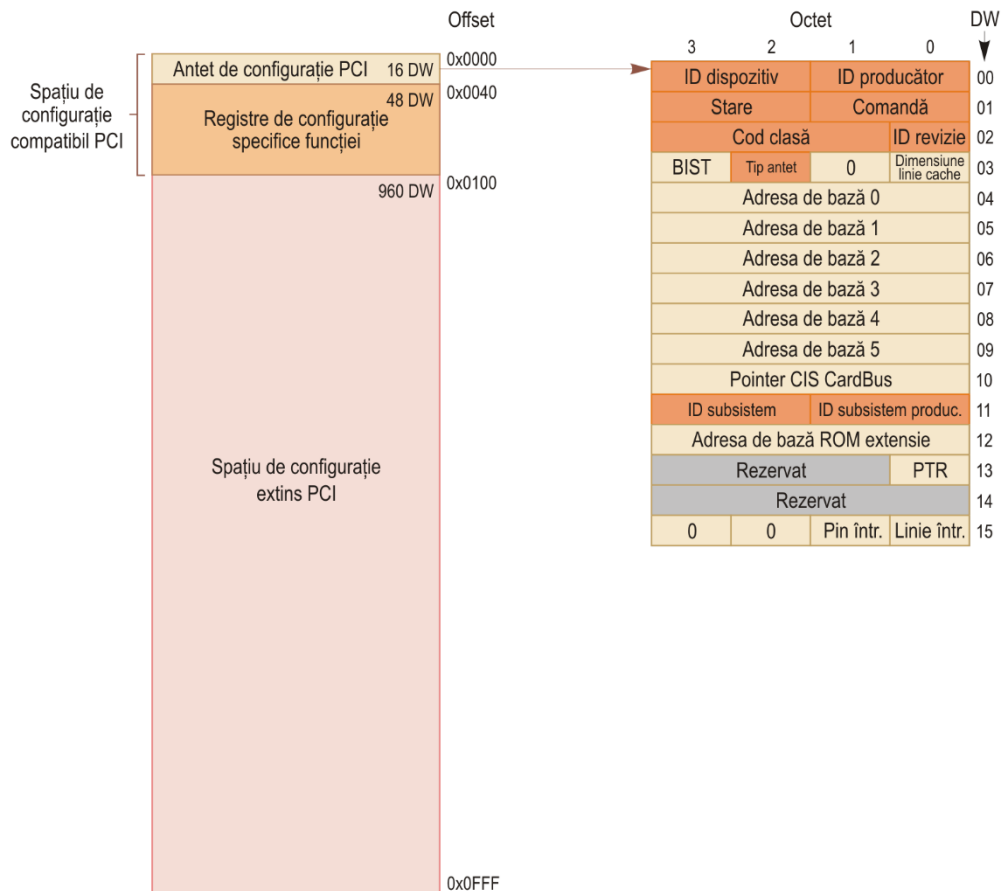 Offset
Octet
DW
3 2 1 0
Spațiu de
configurație
compatibil PCI
Antet de configurație PCI 16 DW
0x0000
48 DW
0x0040
Registre de configurație
specifice funcției
960 DW
0x0100
Spațiu de configurație
extins PCI
0x0FFF
ID dispozitiv ID producător 00
Stare Comandă 01
Cod clasă ID revizie 02
BIST Tip antet 0 Dimensiune
linie cache 03
Adresa de bază 0 04
Adresa de bază 1 05
Adresa de bază 2 06
Adresa de bază 3 07
Adresa de bază 4 08
Adresa de bază 5 09
Pointer CIS CardBus 10
ID subsistem ID subsistem produc. 11
Adresa de bază ROM extensie 12
Rezervat PTR 13
Rezervat 14
0 0 Pin într. Linie într. 15